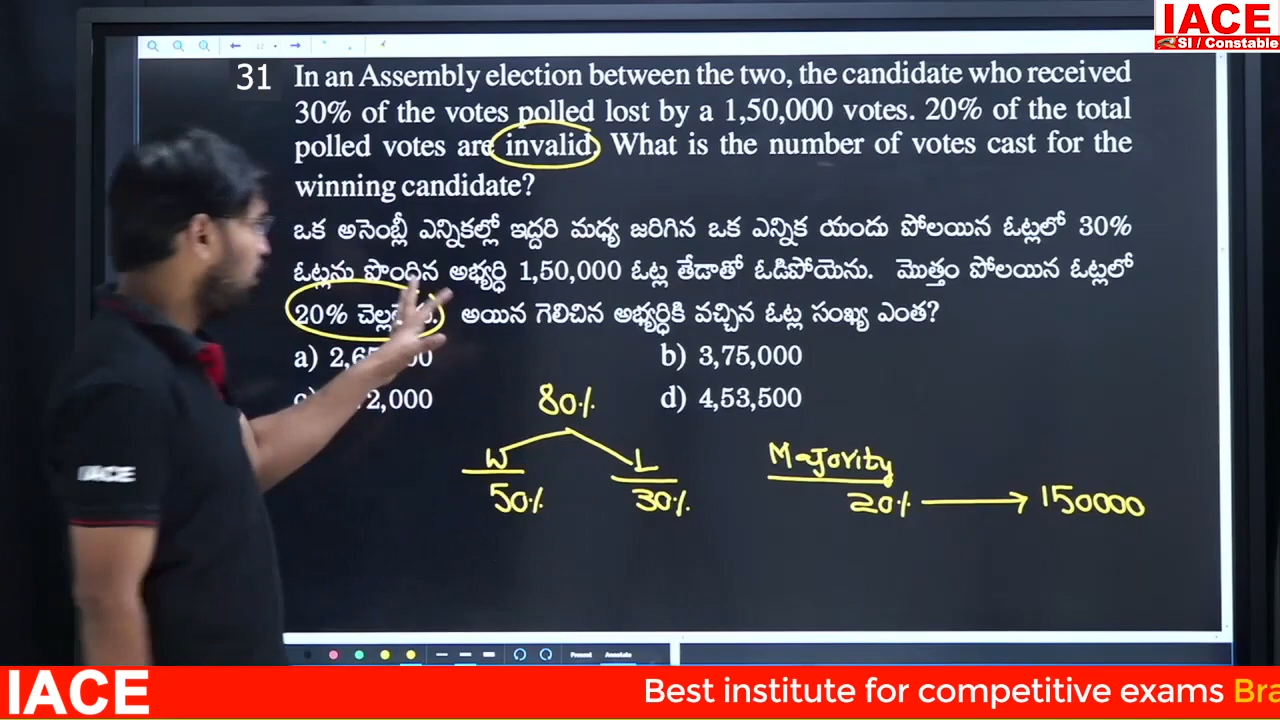 IACE
SI / Constable
31 In an Assembly election between the two, the candidate who received
30% of the votes polled lost by a 1,50,000 votes. 20% of the total
polled votes are invalid. What is the number of votes cast for the
winning candidate?
ఒక అసెంబ్లీ ఎన్నికల్లో ఇద్దరి మధ్య జరిగిన ఒక ఎన్నిక యందు పోలయిన ఓట్లలో 30%
ఓట్లను పొందిన అభ్యర్ధి 1,50,000 ఓట్ల తేడాతో ఓడిపోయెను. మొత్తం పోలయిన ఓట్లలో
20% అయిన గెలిచిన అభ్యర్ధికి వచ్చిన ఓట్ల సంఖ్య ఎంత?
a) b) 3,75,000
d) 4,53,500
80%
W L
50% 30%
Majority
20% → 150000
Present Annotate
IACE
IACE Best institute for competitive exams Bra